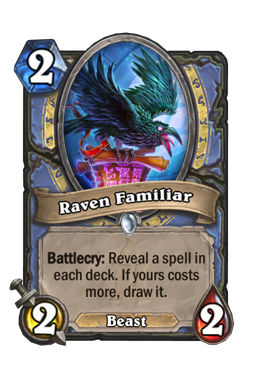 2
Raven Familiar
Battlecry: Reveal a spell in
each deck. If yours costs
more, draw it.
2
Beast
2